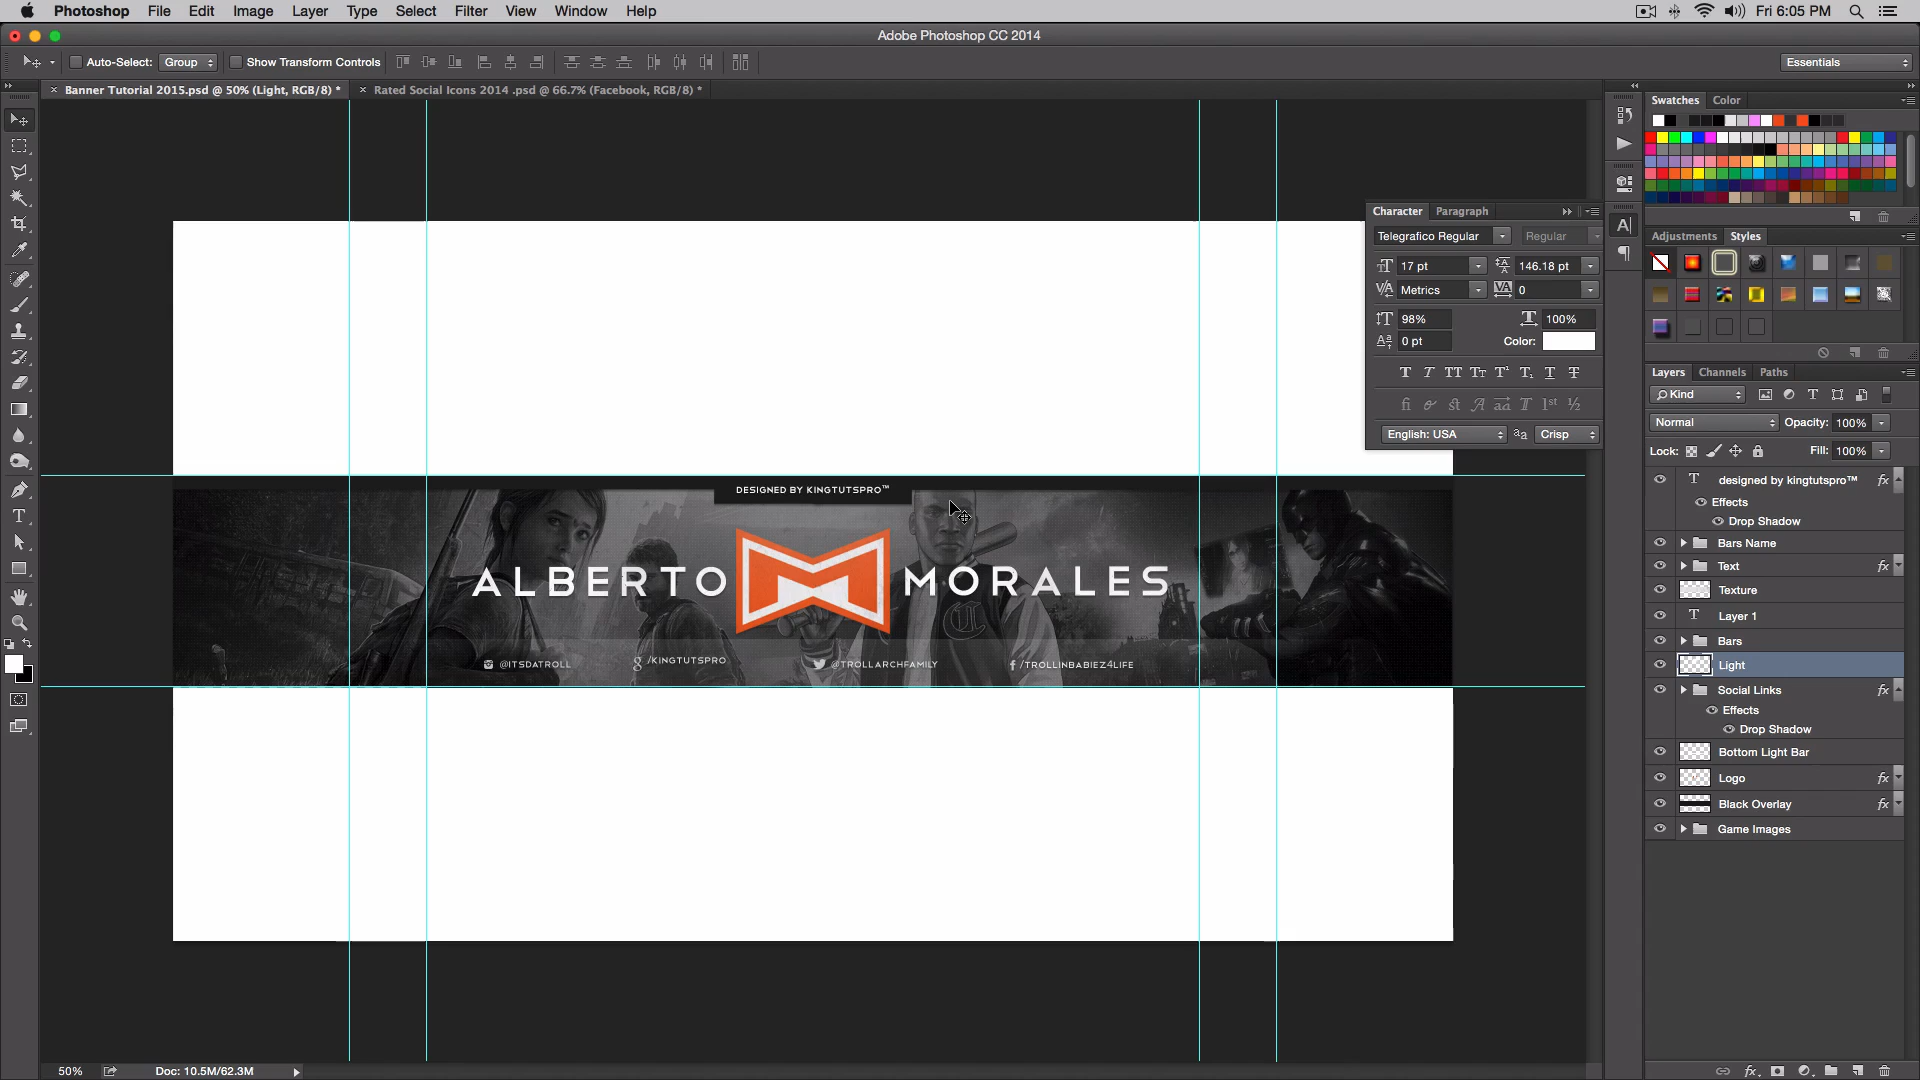 Photoshop File Edit Image Layer Type Select Filter View Window Help Fri 6:05 PM
Adobe Photoshop CC 2014
Auto-Select: Group Show Transform Controls Essentials
Banner Tutorial 2015.psd @ 50% (Light, RGB/8) * Rated Social Icons 2014 .psd @ 66.7% (Facebook, RGB/8) *
Swatches Color
Character Paragraph
Telegrafico Regular Regular
17 pt 146.18 pt
Metrics 0
98% 100%
0 pt Color:
English: USA Crisp
Adjustments Styles
Layers Channels Paths
Kind
Normal Opacity: 100%
Lock: Fill: 100%
designed by kingtutspro™ fx
Effects
Drop Shadow
Bars Name
Text fx
Texture
Layer 1
Bars
Light
Social Links fx
Effects
Drop Shadow
Bottom Light Bar
Logo fx
Black Overlay fx
Game Images
DESIGNED BY KINGTUTSPRO™
ALBERTO MORALES
@ITSDATROLL /KINGTUTSPRO @TROLLARCHFAMILY /TROLLINBABIEZ4LIFE
50% Doc: 10.5M/62.3M